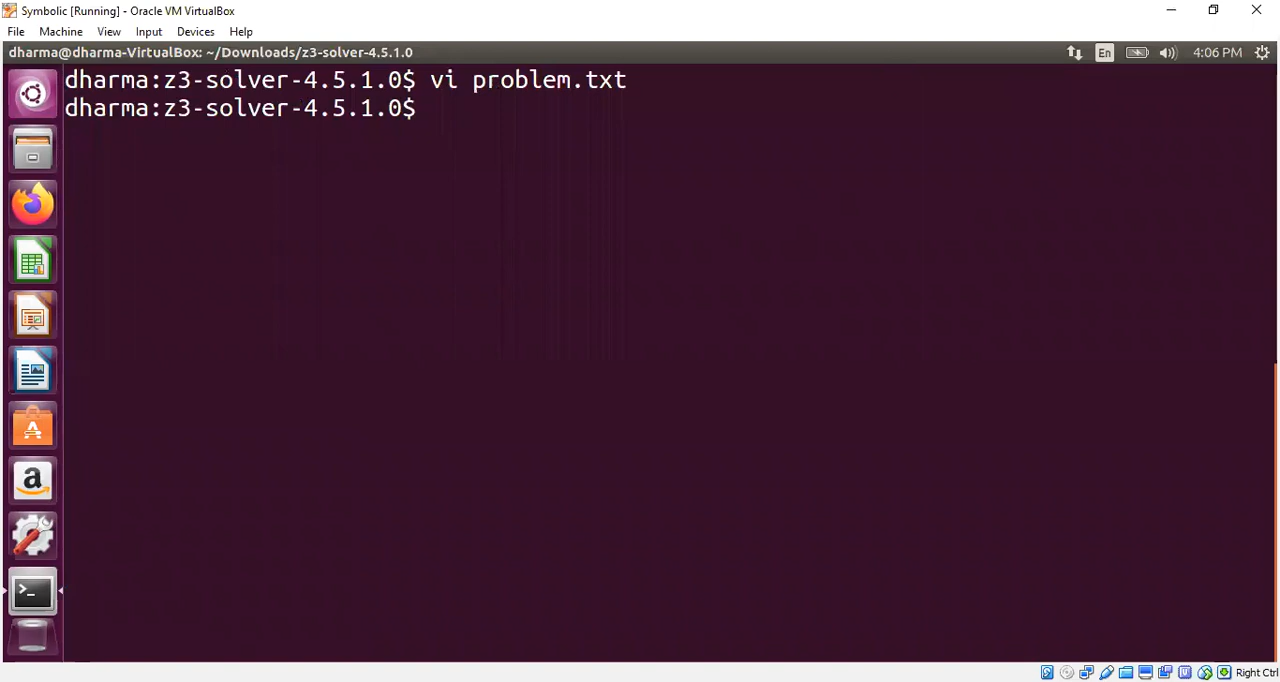 Symbolic [Running] - Oracle VM VirtualBox
File Machine View Input Devices Help
dharma@dharma-VirtualBox: ~/Downloads/z3-solver-4.5.1.0 En 4:06 PM
dharma:z3-solver-4.5.1.0$ vi problem.txt
dharma:z3-solver-4.5.1.0$
Right Ctrl